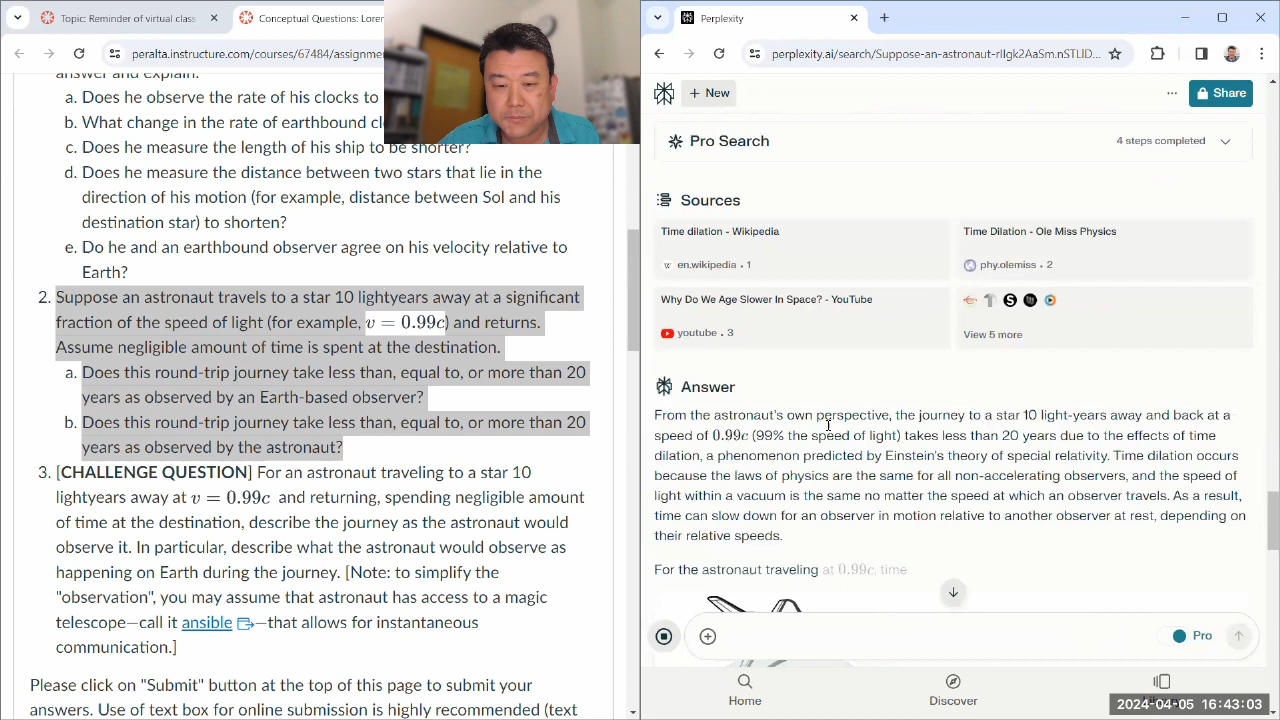 Topic: Reminder of virtual class
Conceptual Questions: Loren
peralta.instructure.com/courses/67484/assignme
answer and explain.
a. Does he observe the rate of his clocks to
b. What change in the rate of earthbound cl
c. Does he measure the length of his ship to be shorter?
d. Does he measure the distance between two stars that lie in the
direction of his motion (for example, distance between Sol and his
destination star) to shorten?
e. Do he and an earthbound observer agree on his velocity relative to
Earth?
2. Suppose an astronaut travels to a star 10 lightyears away at a significant
fraction of the speed of light (for example, v = 0.99c) and returns.
Assume negligible amount of time is spent at the destination.
a. Does this round-trip journey take less than, equal to, or more than 20
years as observed by an Earth-based observer?
b. Does this round-trip journey take less than, equal to, or more than 20
years as observed by the astronaut?
3. [CHALLENGE QUESTION] For an astronaut traveling to a star 10
lightyears away at v = 0.99c and returning, spending negligible amount
of time at the destination, describe the journey as the astronaut would
observe it. In particular, describe what the astronaut would observe as
happening on Earth during the journey. [Note: to simplify the
"observation", you may assume that astronaut has access to a magic
telescope—call it ansible—that allows for instantaneous
communication.]
Please click on "Submit" button at the top of this page to submit your
answers. Use of text box for online submission is highly recommended (text
Perplexity
perplexity.ai/search/Suppose-an-astronaut-rIIgk2AaSm.nSTLlD...
New
Share
Pro Search
4 steps completed
Sources
Time dilation - Wikipedia
en.wikipedia · 1
Time Dilation - Ole Miss Physics
phy.olemiss · 2
Why Do We Age Slower In Space? - YouTube
youtube · 3
View 5 more
Answer
From the astronaut's own perspective, the journey to a star 10 light-years away and back at a
speed of 0.99c (99% the speed of light) takes less than 20 years due to the effects of time
dilation, a phenomenon predicted by Einstein's theory of special relativity. Time dilation occurs
because the laws of physics are the same for all non-accelerating observers, and the speed of
light within a vacuum is the same no matter the speed at which an observer travels. As a result,
time can slow down for an observer in motion relative to another observer at rest, depending on
their relative speeds.
For the astronaut traveling at 0.99c, time
Pro
Home
Discover
2024-04-05 16:43:03